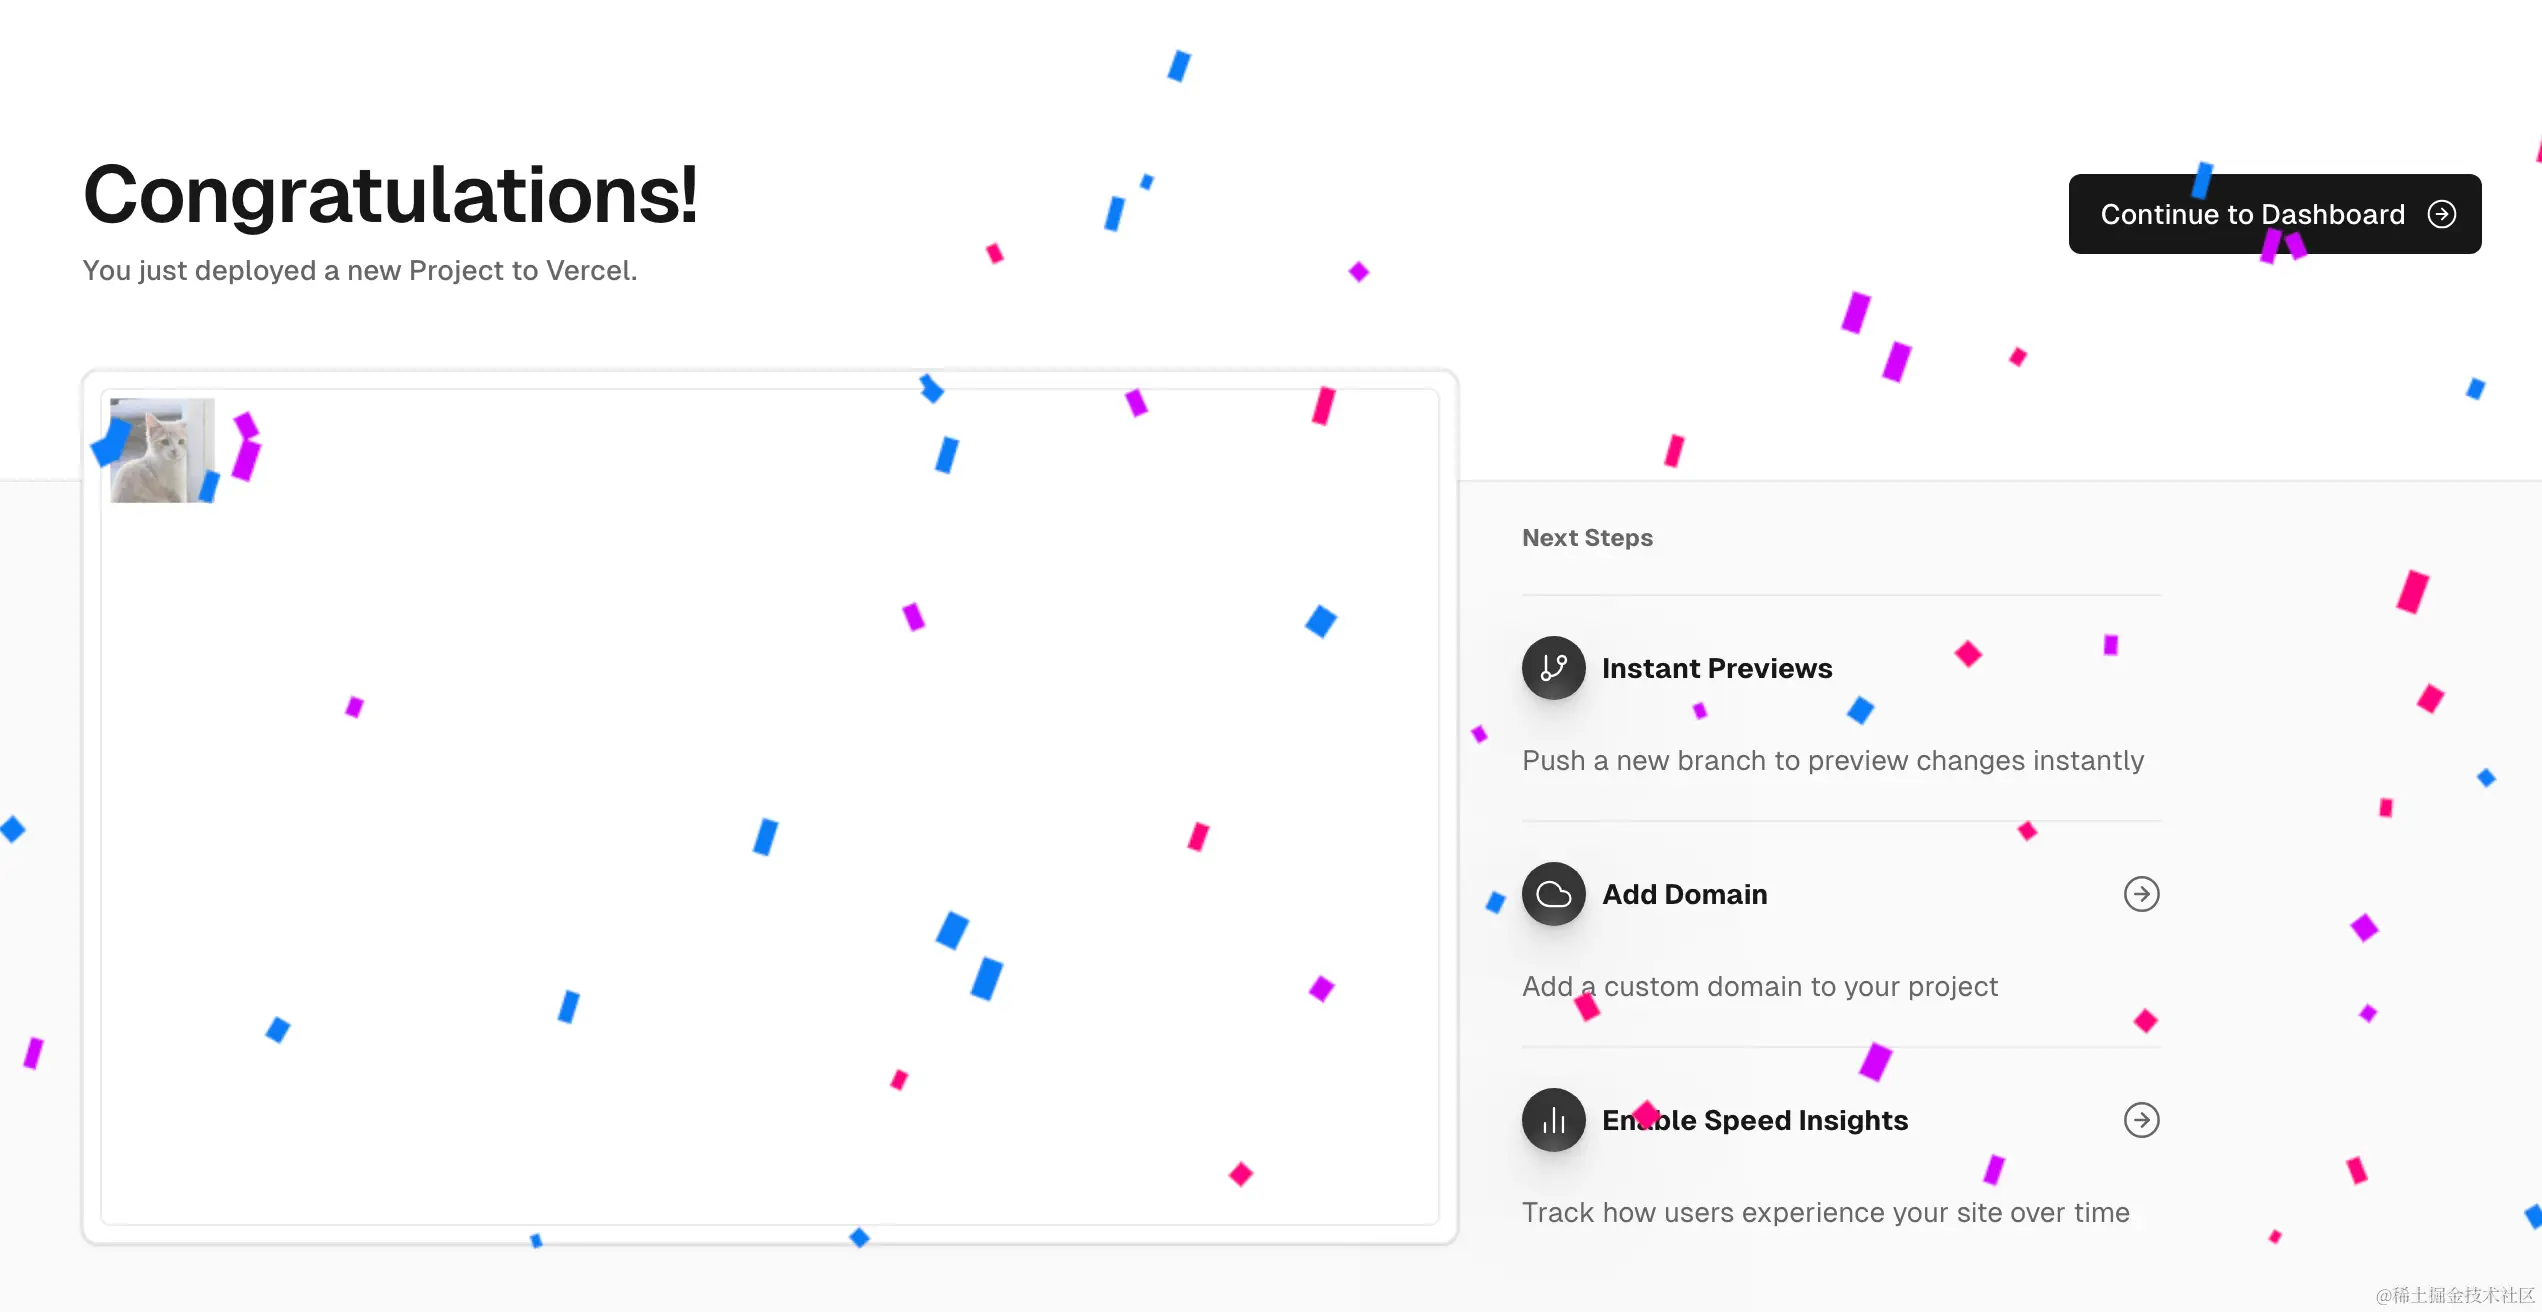 Congratulations!
You just deployed a new Project to Vercel.
Continue to Dashboard
Next Steps
Instant Previews
Push a new branch to preview changes instantly
Add Domain
Add a custom domain to your project
Enable Speed Insights
Track how users experience your site over time
@稀土掘金技术社区